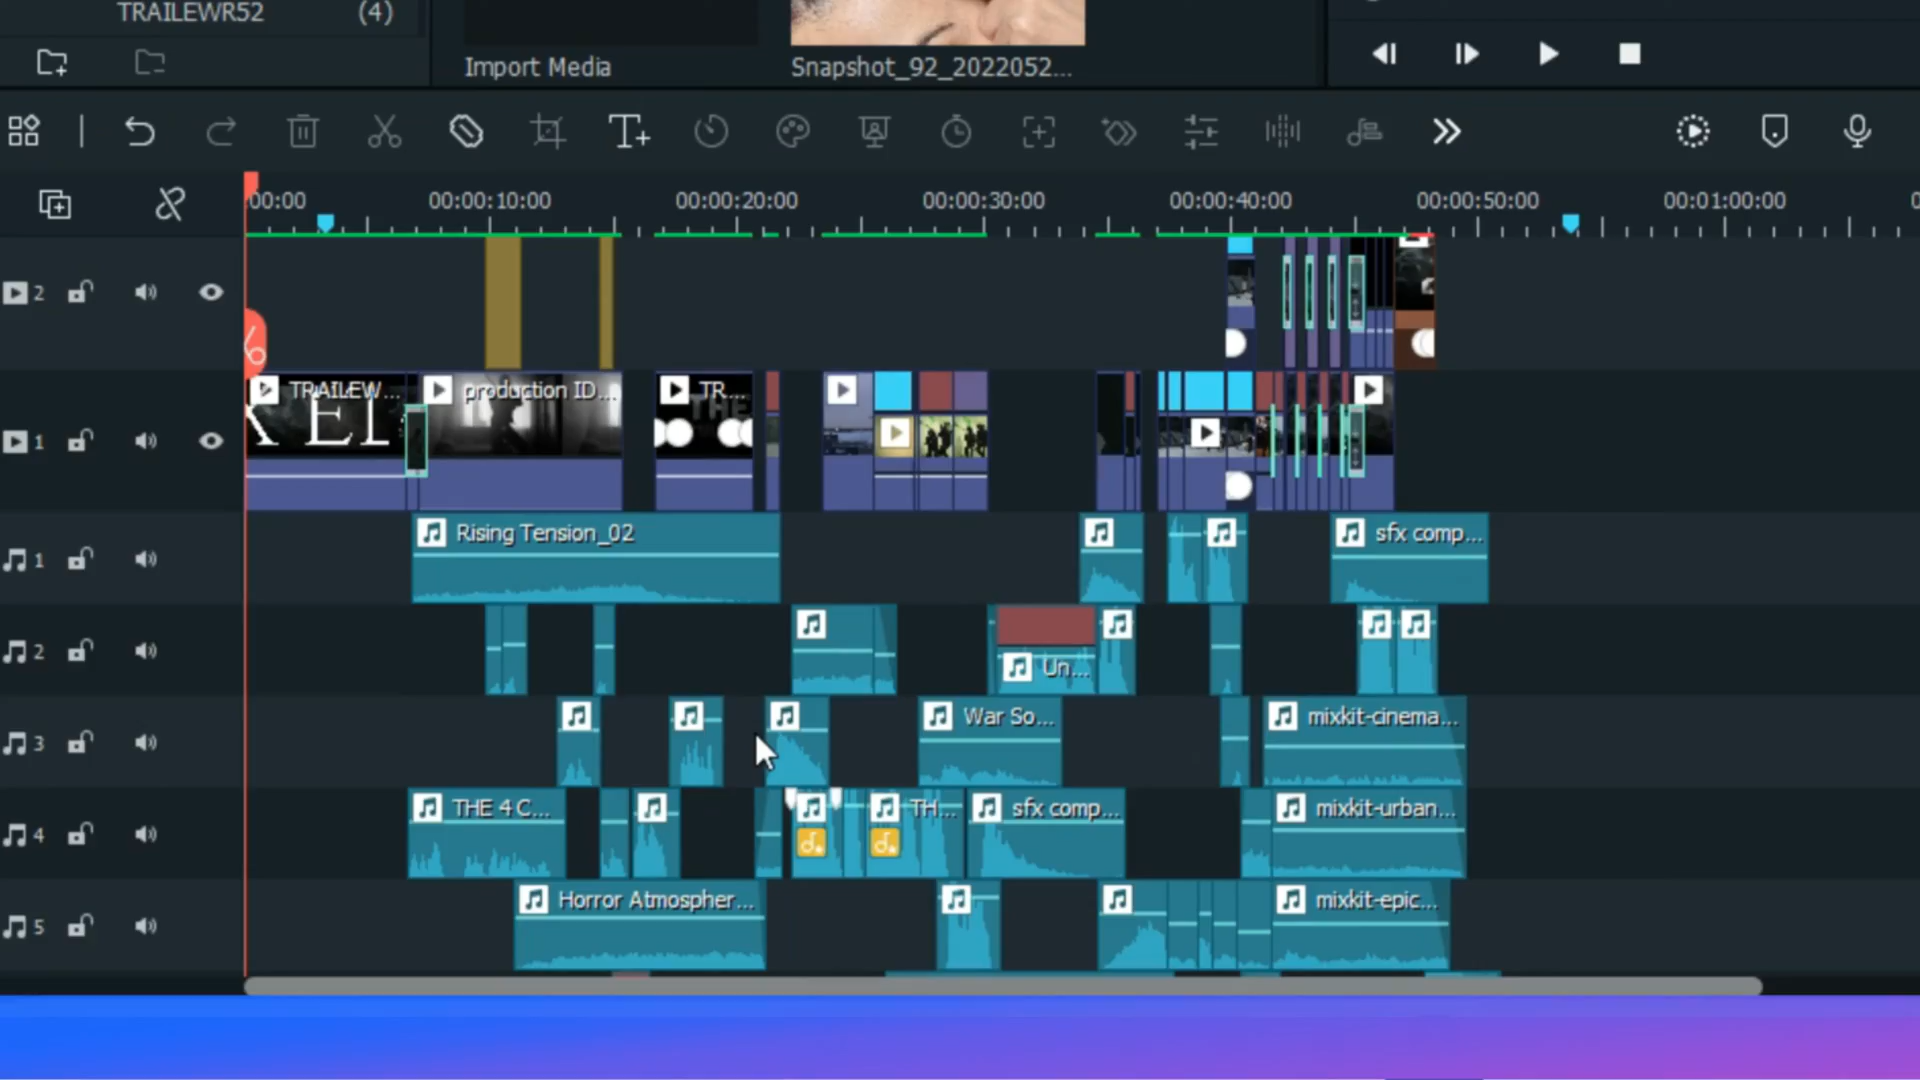 TRAILEWR52 (4)
Import Media
Snapshot_92_2022052...
:00:00 00:00:10:00 00:00:20:00 00:00:30:00 00:00:40:00 00:00:50:00 00:01:00:00 0
2
TRAILEW... production ID... TR...
EL
1
1 Rising Tension_02 sfx comp...
2 Un...
3 War So... mixkit-cinema...
4 THE 4 C... TH... sfx comp... mixkit-urban...
5 Horror Atmospher... mixkit-epic...